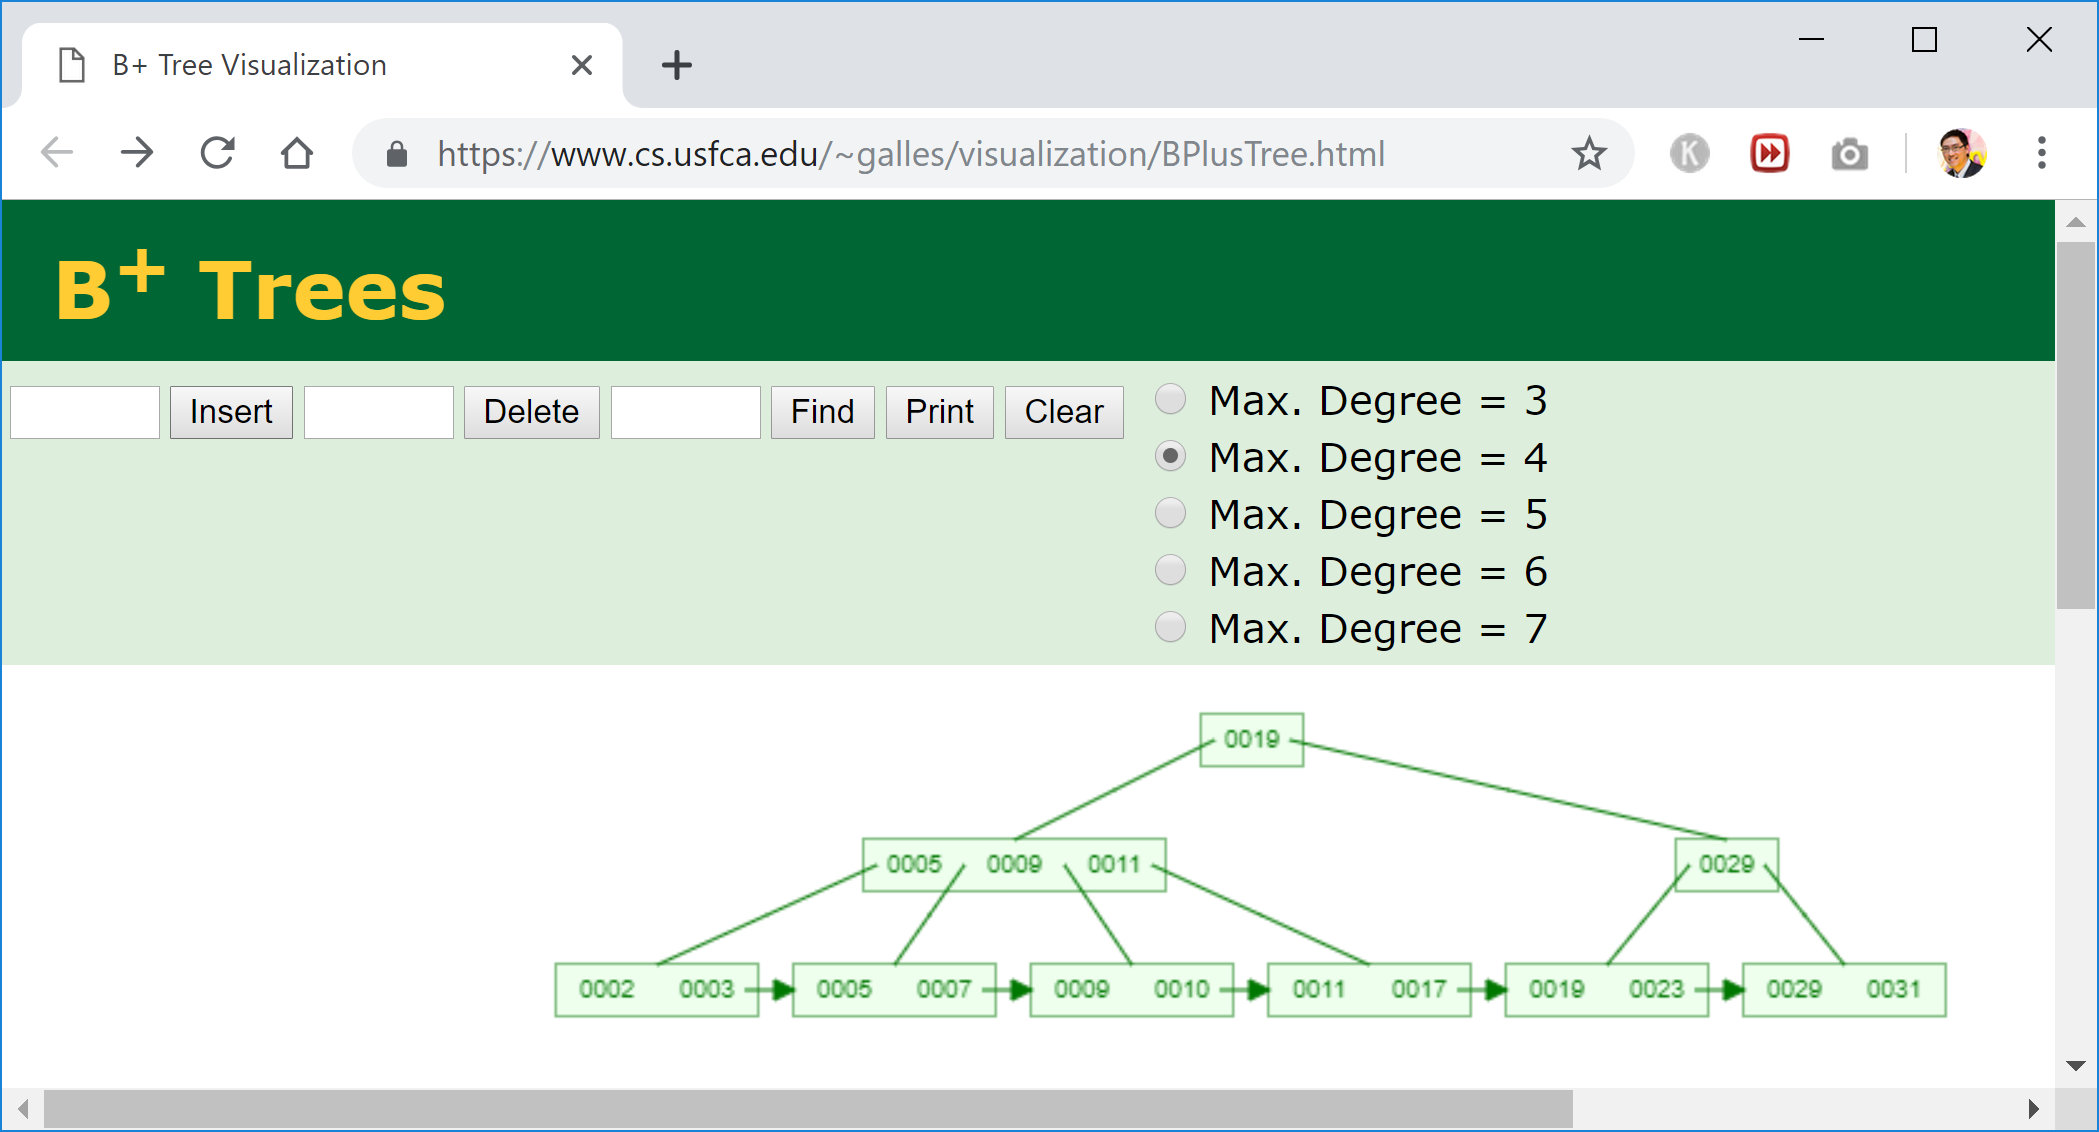 B+ Tree Visualization
https://www.cs.usfca.edu/~galles/visualization/BPlusTree.html
K
B+ Trees
Insert Delete Find Print Clear
Max. Degree = 3
Max. Degree = 4
Max. Degree = 5
Max. Degree = 6
Max. Degree = 7
0019
0005 0009 0011 0029
0002 0003 0005 0007 0009 0010 0011 0017 0019 0023 0029 0031